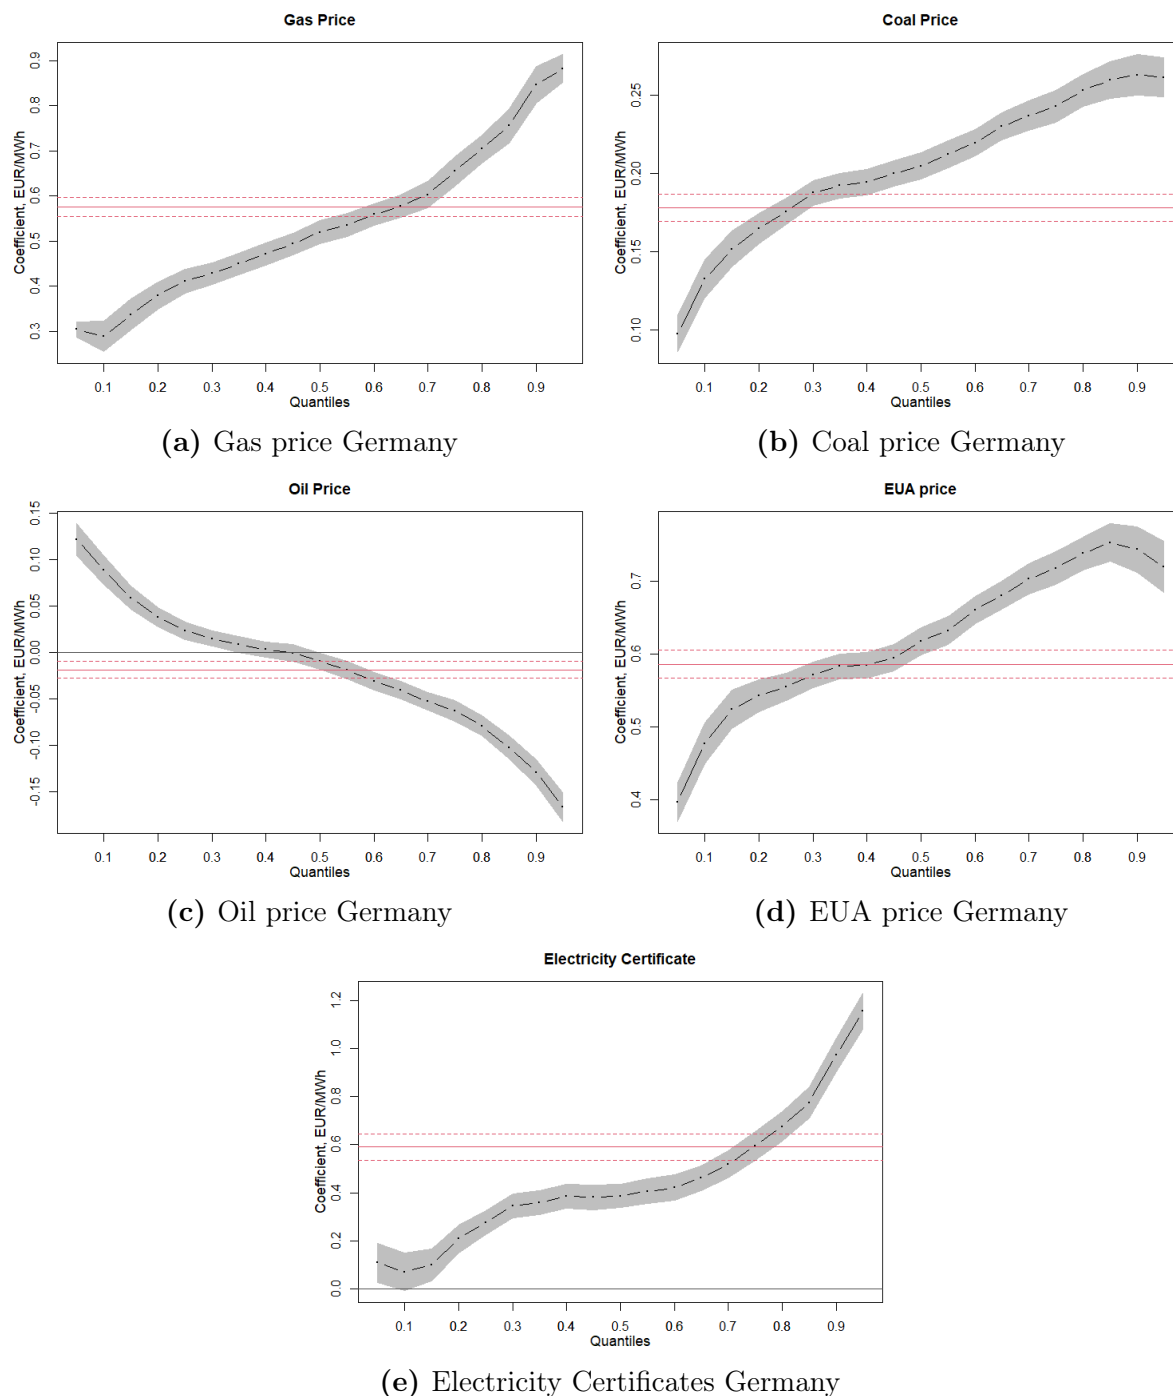 Gas Price
Coefficient, EUR/MWh
0.9
0.8
0.7
0.6
0.5
0.4
0.3
0.1 0.2 0.3 0.4 0.5 0.6 0.7 0.8 0.9
Quantiles
(a) Gas price Germany
Coal Price
Coefficient, EUR/MWh
0.25
0.20
0.15
0.10
0.1 0.2 0.3 0.4 0.5 0.6 0.7 0.8 0.9
Quantiles
(b) Coal price Germany
Oil Price
Coefficient, EUR/MWh
0.15
0.10
0.05
0.00
-0.05
-0.10
-0.15
0.1 0.2 0.3 0.4 0.5 0.6 0.7 0.8 0.9
Quantiles
(c) Oil price Germany
EUA price
Coefficient, EUR/MWh
0.7
0.6
0.5
0.4
0.1 0.2 0.3 0.4 0.5 0.6 0.7 0.8 0.9
Quantiles
(d) EUA price Germany
Electricity Certificate
Coefficient, EUR/MWh
1.2
1.0
0.8
0.6
0.4
0.2
0.0
0.1 0.2 0.3 0.4 0.5 0.6 0.7 0.8 0.9
Quantiles
(e) Electricity Certificates Germany